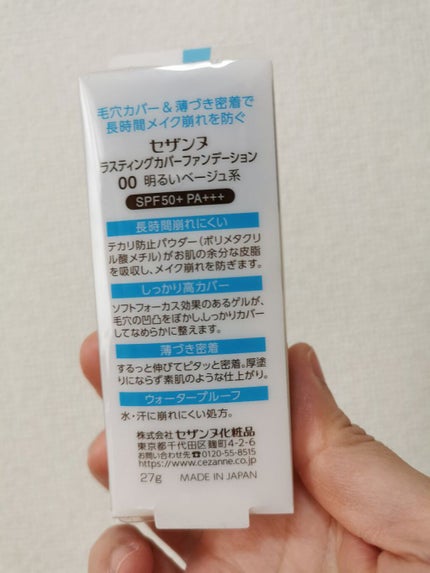 毛穴カバー&薄づき密着で
長時間メイク崩れを防ぐ
セザンヌ
ラスティングカバーファンデーション
00 明るいベージュ系
SPF50+ PA+++
長時間崩れにくい
テカリ防止パウダー(ポリメタクリ
ル酸メチル)がお肌の余分な皮脂
を吸収し、メイク崩れを防ぎます。
しっかり高カバー
ソフトフォーカス効果のあるゲルが、
毛穴の凹凸をぼかし、しっかりカバー
してなめらかに整えます。
薄づき密着
するっと伸びてピタッと密着。厚塗
りにならず素肌のような仕上がり。
ウォータープルーフ
水・汗に崩れにくい処方。
株式会社 セザンヌ化粧品
東京都千代田区麹町4-2-6
お問い合わせ先☎0120-55-8515
https://www.cezanne.co.jp
27g MADE IN JAPAN